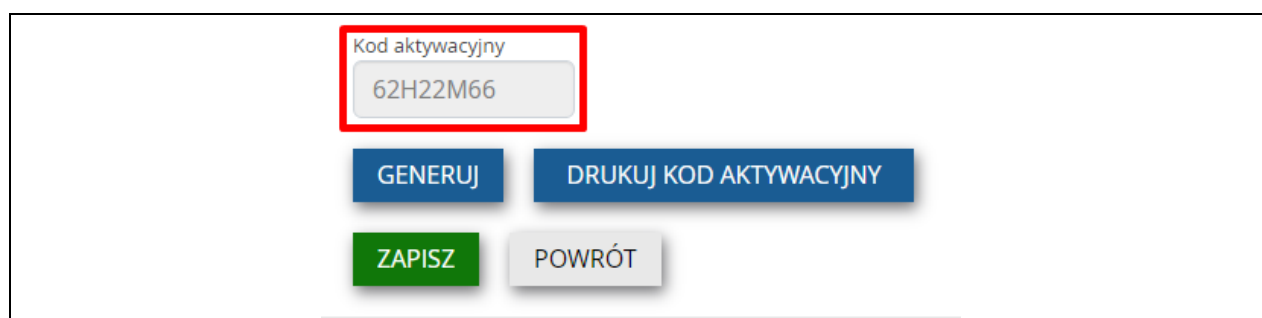 Kod aktywacyjny
62H22M66
GENERUJ DRUKUJ KOD AKTYWACYJNY
ZAPISZ POWRÓT